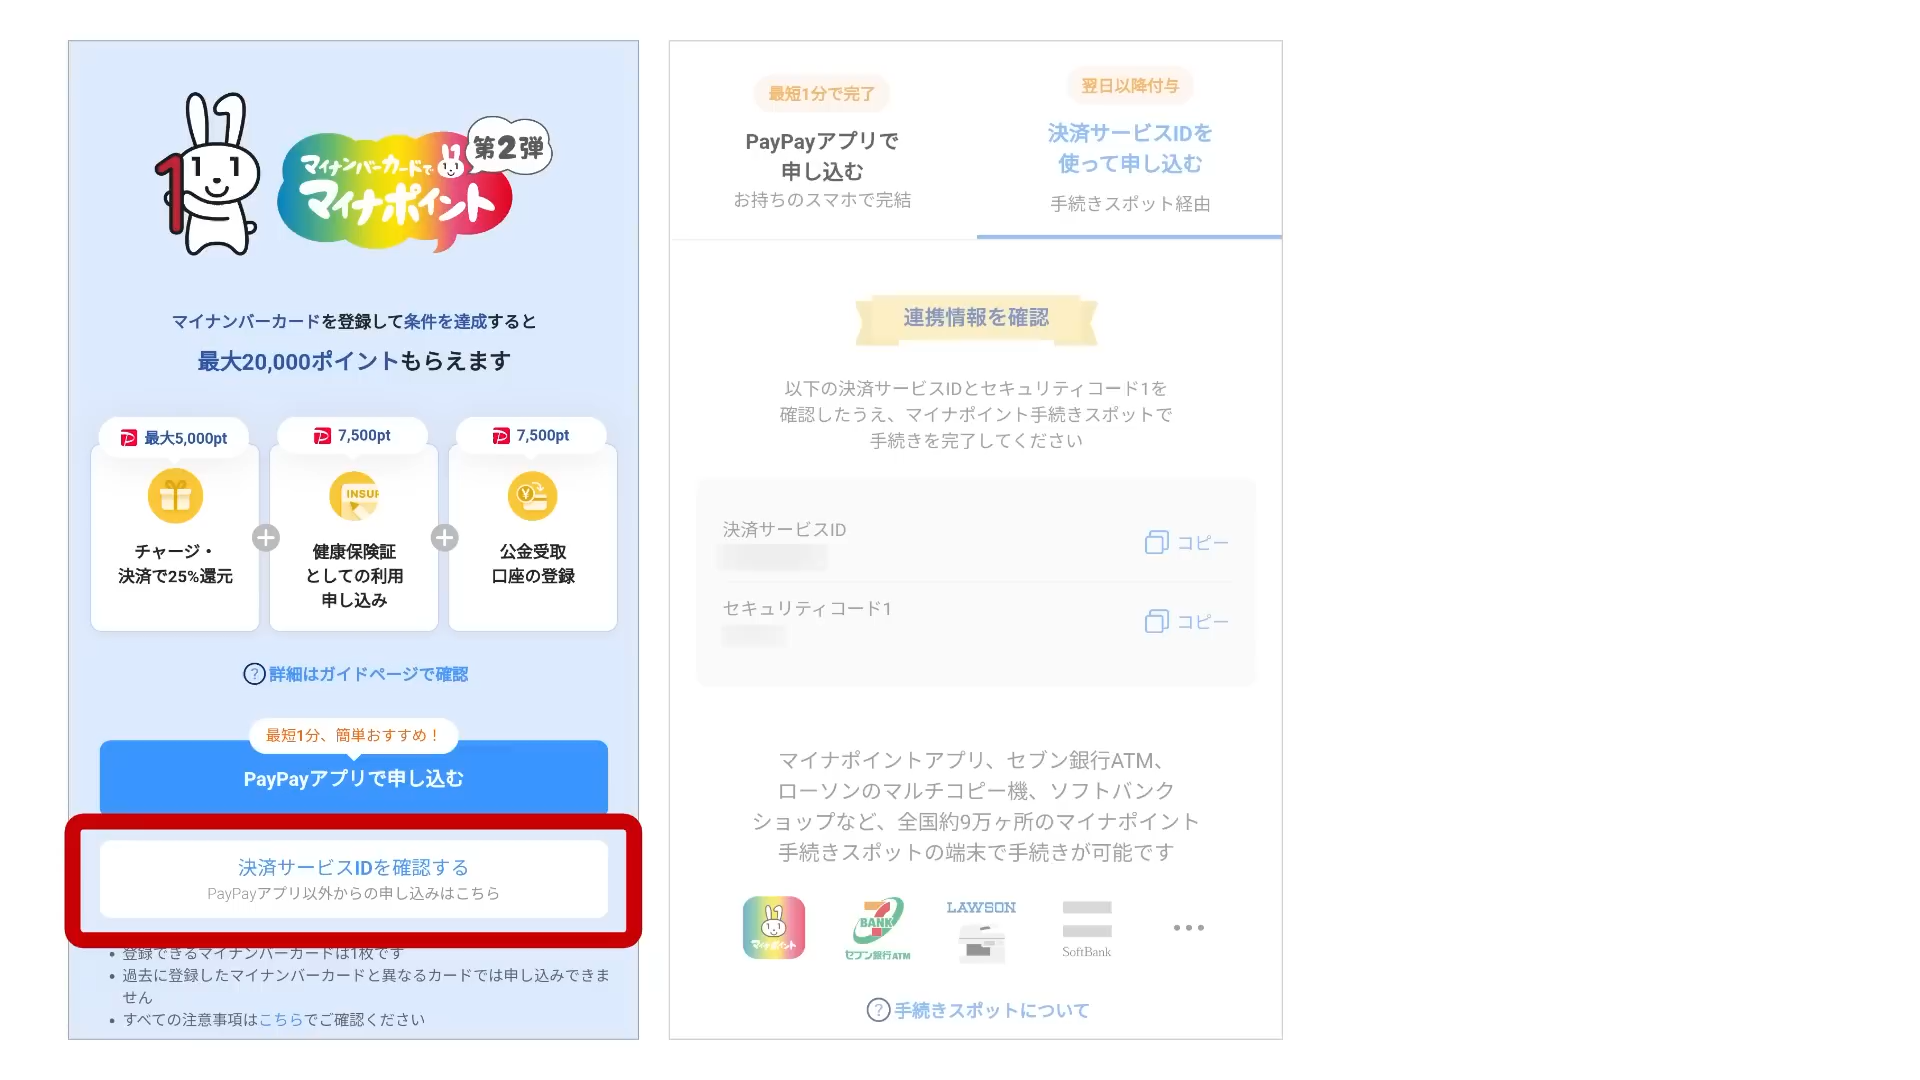 マイナンバーカードで
マイナポイント
第2弾
マイナンバーカードを登録して条件を達成すると
最大20,000ポイントもらえます
最大5,000pt
チャージ・
決済で25%還元
7,500pt
INSUR
健康保険証
としての利用
申し込み
7,500pt
公金受取
口座の登録
詳細はガイドページで確認
最短1分、簡単おすすめ!
PayPayアプリで申し込む
決済サービスIDを確認する
PayPayアプリ以外からの申し込みはこちら
• 登録できるマイナンバーカードは1枚です
• 過去に登録したマイナンバーカードと異なるカードでは申し込みできま
せん
• すべての注意事項はこちらでご確認ください
最短1分で完了
PayPayアプリで
申し込む
お持ちのスマホで完結
翌日以降付与
決済サービスIDを
使って申し込む
手続きスポット経由
連携情報を確認
以下の決済サービスIDとセキュリティコード1を
確認したうえ、マイナポイント手続きスポットで
手続きを完了してください
決済サービスID
コピー
セキュリティコード1
コピー
マイナポイントアプリ、セブン銀行ATM、
ローソンのマルチコピー機、ソフトバンク
ショップなど、全国約9万ヶ所のマイナポイント
手続きスポットの端末で手続きが可能です
マイナポイント
BANK
セブン銀行ATM
LAWSON
SoftBank
手続きスポットについて